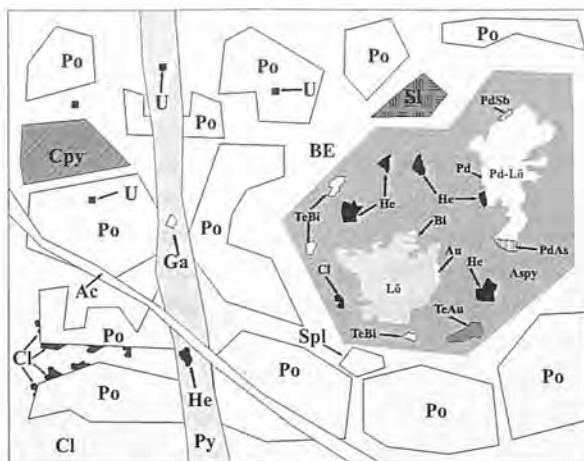 Po
Po
Po
Po
U
U
Po
Sl
PdSb
Cpy
BE
Pd
Pd-Lö
He
He
U
TeBi
Po
Po
Bi
PdAs
Ga
Cl
Au
He
Aspy
Ac
Lö
Po
Spl
TeBi
TeAu
Cl
Po
Po
He
Po
Po
Cl
Py